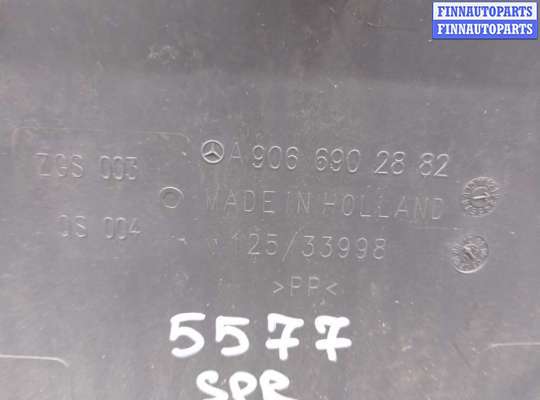 FINNAUTOPARTS
FINNAUTOPARTS
A 906 690 28 82
ZGS 003
MADE IN HOLLAND
QS 004
125/33998
>PP<
5577
SPR